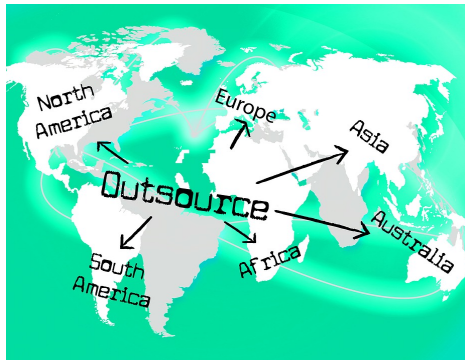 North
America
Europe
Asia
Outsource
Australia
Africa
South
America